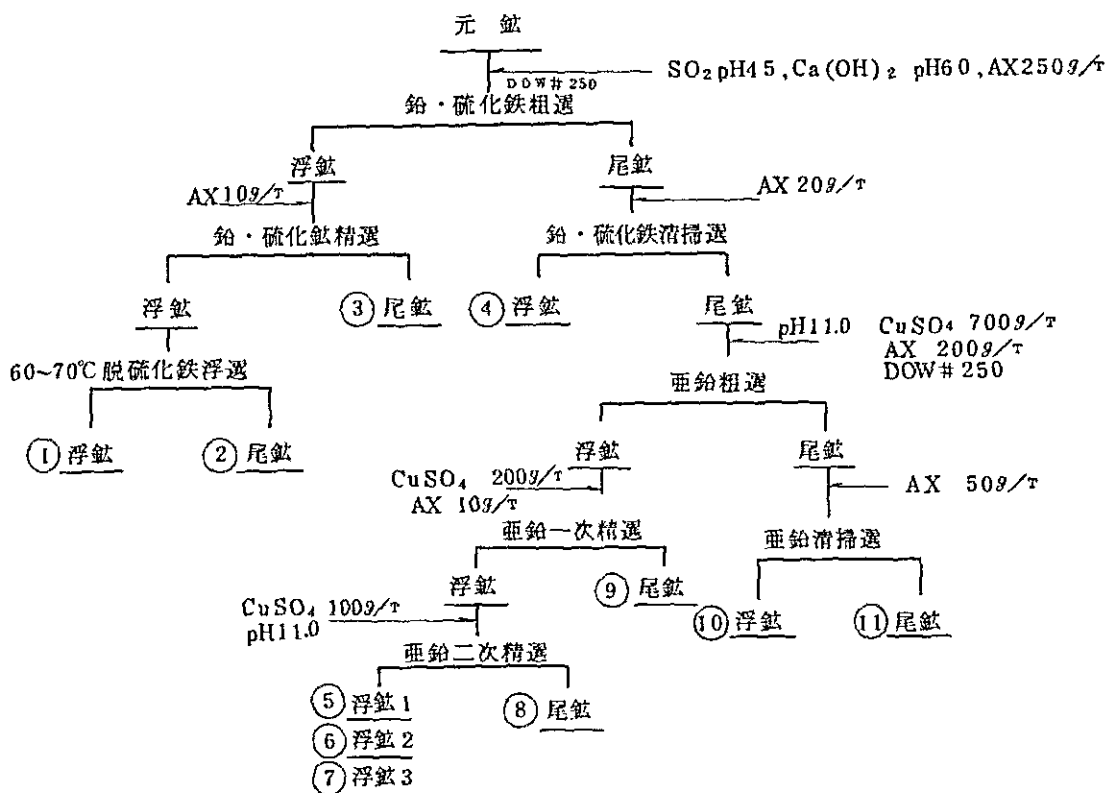 元鉱
SO₂ pH45, Ca(OH)₂ pH60, AX250g/T
DOW#250
鉛・硫化鉄粗選
浮鉱 尾鉱
AX10g/T AX 20g/T
鉛・硫化鉱精選 鉛・硫化鉄清掃選
浮鉱 ③尾鉱 ④浮鉱 尾鉱
pH11.0 CuSO₄ 700g/T
AX 200g/T
DOW#250
60~70℃脱硫化鉄浮選
亜鉛粗選
①浮鉱 ②尾鉱 浮鉱 尾鉱
CuSO₄ 200g/T
AX 10g/T
AX 50g/T
亜鉛一次精選 亜鉛清掃選
浮鉱 ⑨尾鉱 ⑩浮鉱 ⑪尾鉱
CuSO₄ 100g/T
pH11.0
亜鉛二次精選
⑤浮鉱1 ⑧尾鉱
⑥浮鉱2
⑦浮鉱3